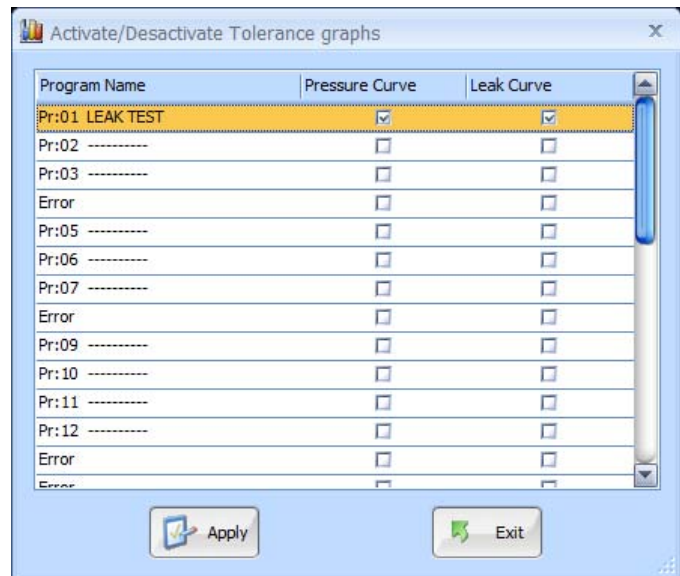 Activate/Desactivate Tolerance graphs
Program Name Pressure Curve Leak Curve
Pr:01 LEAK TEST
Pr:02 ----------
Pr:03 ----------
Error
Pr:05 ----------
Pr:06 ----------
Pr:07 ----------
Error
Pr:09 ----------
Pr:10 ----------
Pr:11 ----------
Pr:12 ----------
Error
Error
Apply Exit